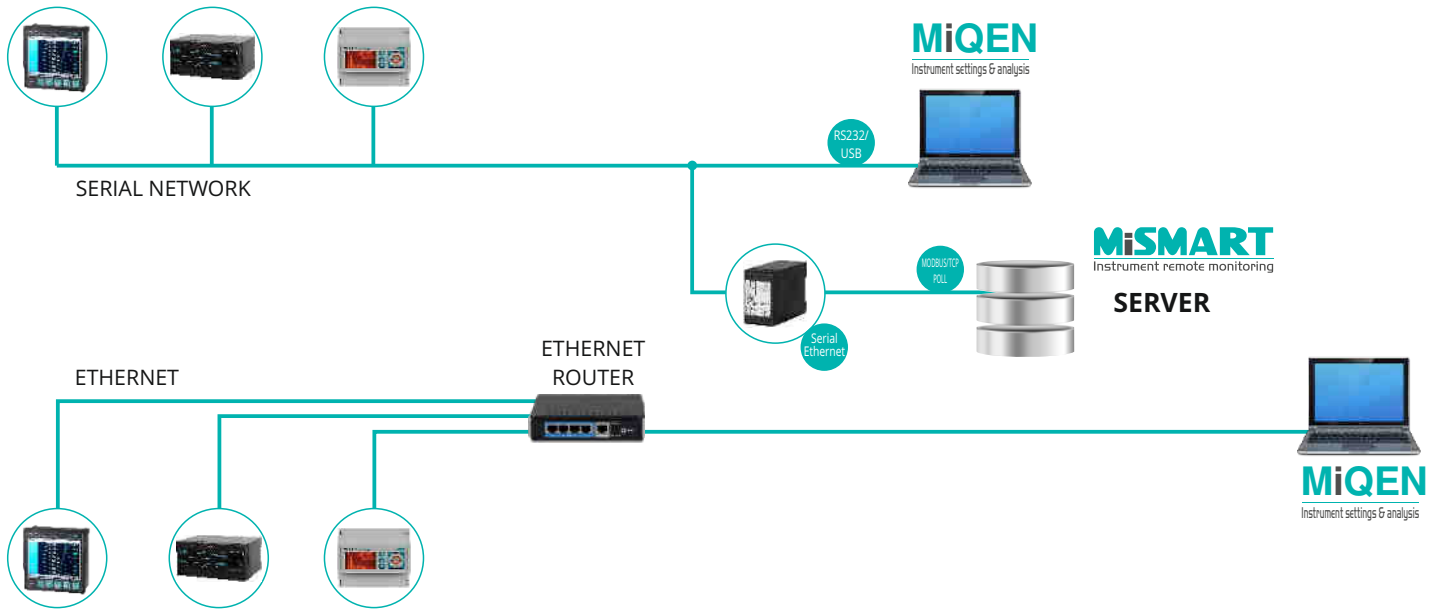 MiQEN
Instrument settings & analysis
RS232/
USB
SERIAL NETWORK
MiSMART
Instrument remote monitoring
MODBUS/TCP
POLL
SERVER
Serial
Ethernet
ETHERNET
ROUTER
ETHERNET
MiQEN
Instrument settings & analysis